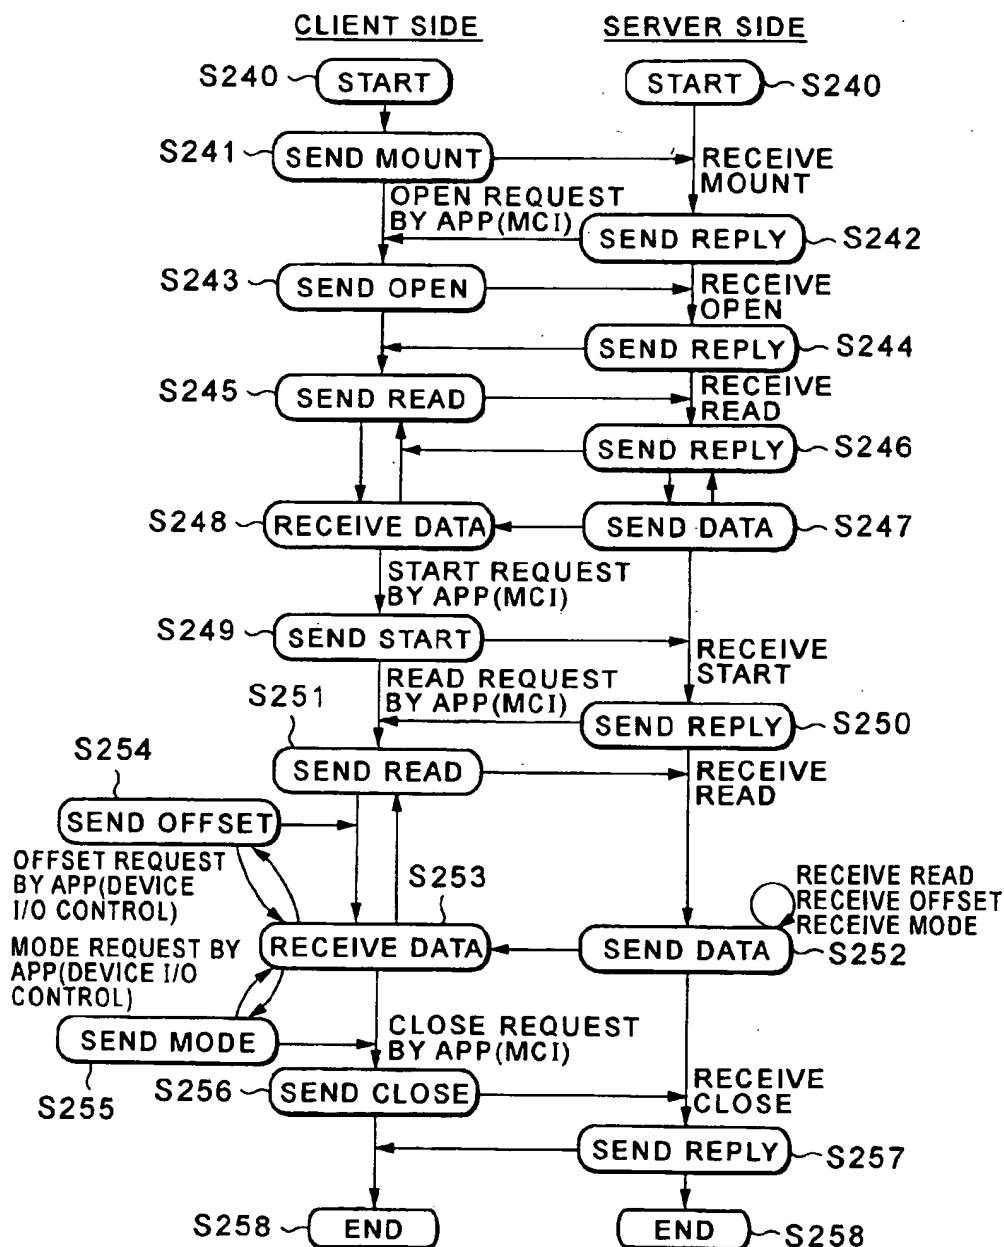 CLIENT SIDE
SERVER SIDE
S240
START
START
S240
S241
SEND MOUNT
RECEIVE
MOUNT
OPEN REQUEST
BY APP(MCI)
SEND REPLY
S242
S243
SEND OPEN
RECEIVE
OPEN
SEND REPLY
S244
S245
SEND READ
RECEIVE
READ
SEND REPLY
S246
S248
RECEIVE DATA
SEND DATA
S247
START REQUEST
BY APP(MCI)
S249
SEND START
RECEIVE
START
S251
READ REQUEST
BY APP(MCI)
SEND REPLY
S250
SEND READ
RECEIVE
READ
S254
SEND OFFSET
OFFSET REQUEST
BY APP(DEVICE
I/O CONTROL)
S253
RECEIVE DATA
RECEIVE READ
RECEIVE OFFSET
RECEIVE MODE
SEND DATA
S252
MODE REQUEST BY
APP(DEVICE I/O
CONTROL)
SEND MODE
S255
CLOSE REQUEST
BY APP(MCI)
S256
SEND CLOSE
RECEIVE
CLOSE
SEND REPLY
S257
S258
END
END
S258